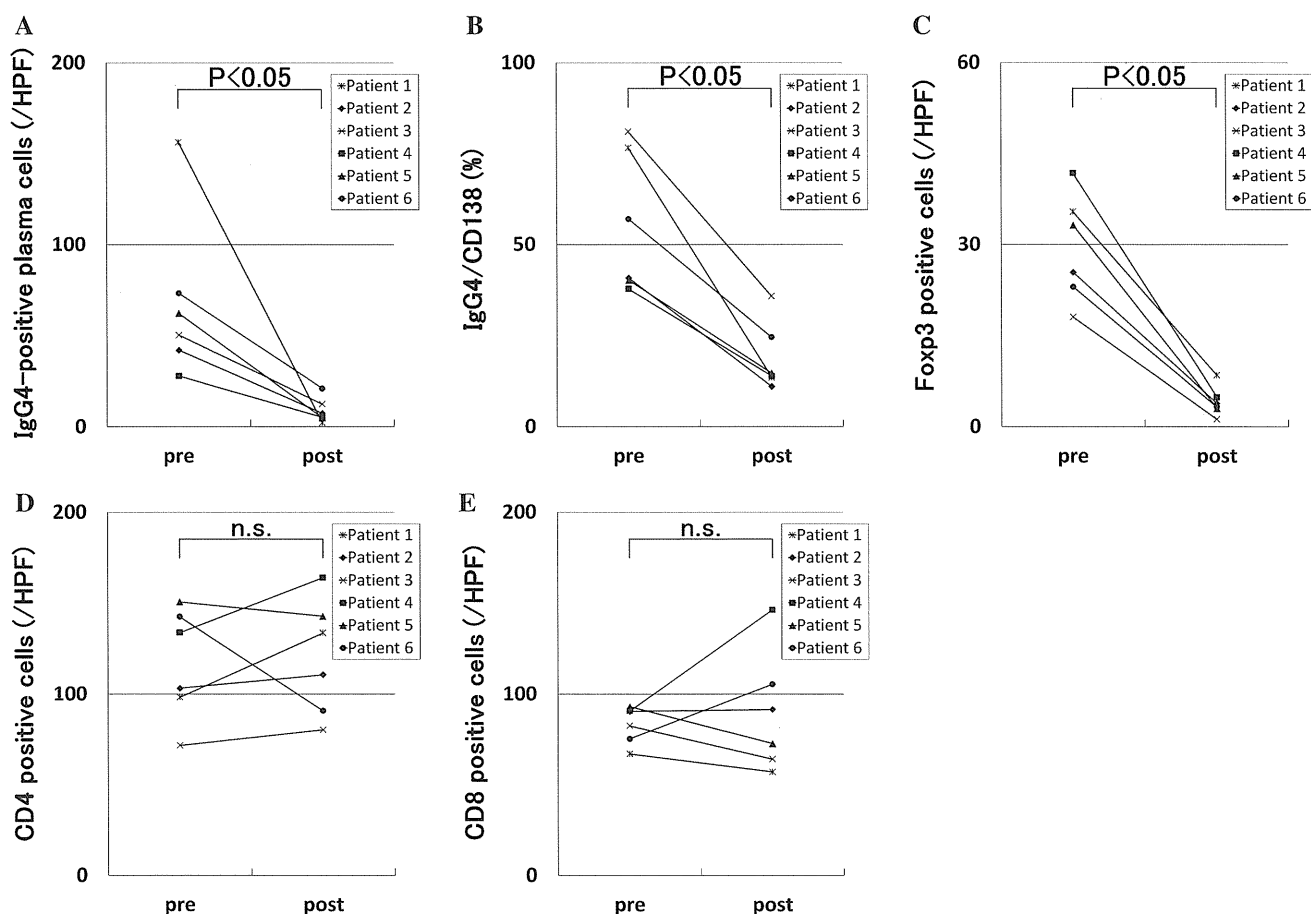 A
IgG4-positive plasma cells (/HPF)
200
100
0
P<0.05
Patient 1
Patient 2
Patient 3
Patient 4
Patient 5
Patient 6
pre
post
B
IgG4/CD138 (%)
100
50
0
P<0.05
Patient 1
Patient 2
Patient 3
Patient 4
Patient 5
Patient 6
pre
post
C
Foxp3 positive cells (/HPF)
60
30
0
P<0.05
Patient 1
Patient 2
Patient 3
Patient 4
Patient 5
Patient 6
pre
post
D
CD4 positive cells (/HPF)
200
100
0
n.s.
Patient 1
Patient 2
Patient 3
Patient 4
Patient 5
Patient 6
pre
post
E
CD8 positive cells (/HPF)
200
100
0
n.s.
Patient 1
Patient 2
Patient 3
Patient 4
Patient 5
Patient 6
pre
post